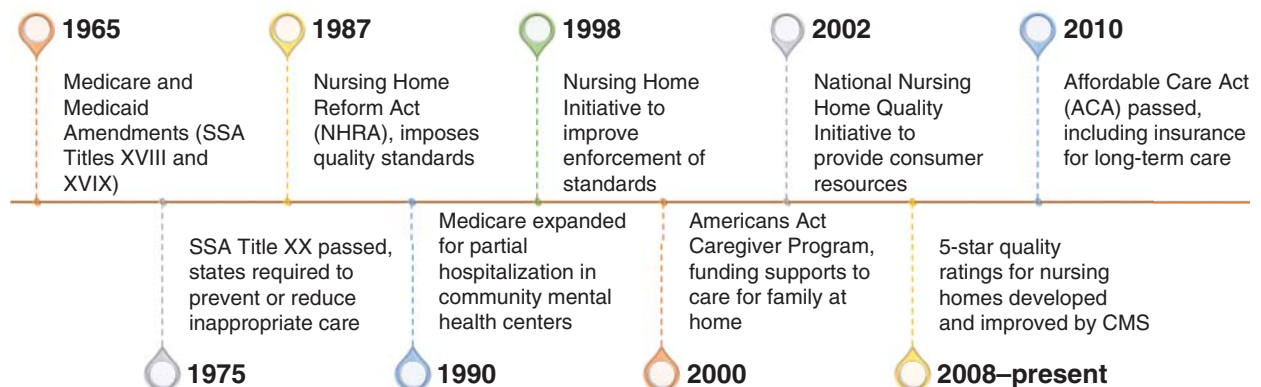 1965
Medicare and
Medicaid
Amendments (SSA
Titles XVIII and
XVIX)
1987
Nursing Home
Reform Act
(NHRA), imposes
quality standards
1998
Nursing Home
Initiative to
improve
enforcement of
standards
2002
National Nursing
Home Quality
Initiative to
provide consumer
resources
2010
Affordable Care Act
(ACA) passed,
including insurance
for long-term care
SSA Title XX passed,
states required to
prevent or reduce
inappropriate care
1975
Medicare expanded
for partial
hospitalization in
community mental
health centers
1990
Americans Act
Caregiver Program,
funding supports to
care for family at
home
2000
5-star quality
ratings for nursing
homes developed
and improved by CMS
2008–present